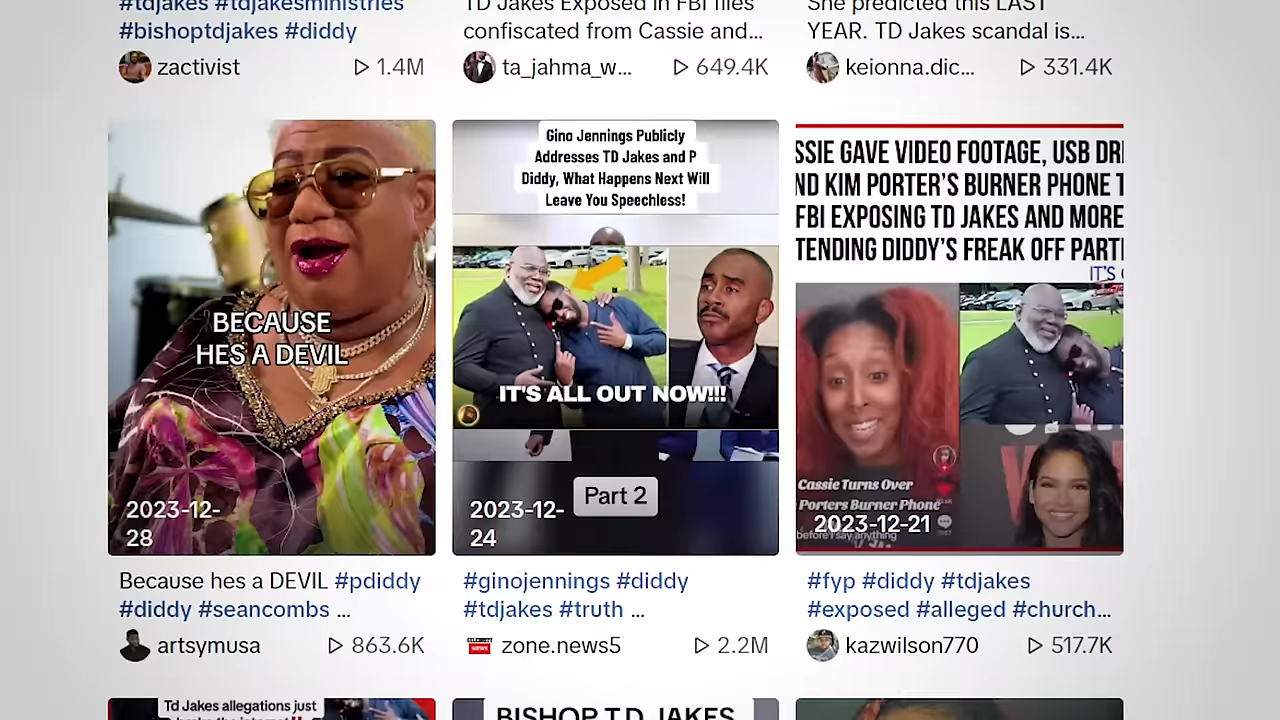 #tdjakes #tdjakesministries
#bishoptdjakes #diddy
zactivist
1.4M
TD Jakes Exposed in FBI files
confiscated from Cassie and...
ta_jahma_w...
649.4K
She predicted this LAST
YEAR. TD Jakes scandal is...
keionna.dic...
331.4K
BECAUSE
HES A DEVIL
2023-12-
28
Because hes a DEVIL #pdiddy
#diddy #seancombs ...
artsymusa
863.6K
Gino Jennings Publicly
Addresses TD Jakes and P
Diddy, What Happens Next Will
Leave You Speechless!
IT'S ALL OUT NOW!!!
Part 2
2023-12-
24
#ginojennings #diddy
#tdjakes #truth ...
NEWS
zone.news5
2.2M
SSIE GAVE VIDEO FOOTAGE, USB DRI
ND KIM PORTER'S BURNER PHONE T
FBI EXPOSING TD JAKES AND MORE
TENDING DIDDY'S FREAK OFF PARTI
IT'S
Cassie Turns Over
Porters Burner Phone
2023-12-21
before I say anything
#fyp #diddy #tdjakes
#exposed #alleged #church...
kazwilson770
517.7K
Td Jakes allegations just
BISHOP T.D. JAKES